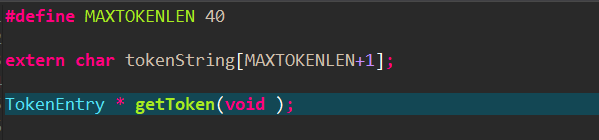 #define MAXTOKENLEN 40
extern char tokenString[MAXTOKENLEN+1];
TokenEntry * getToken(void );